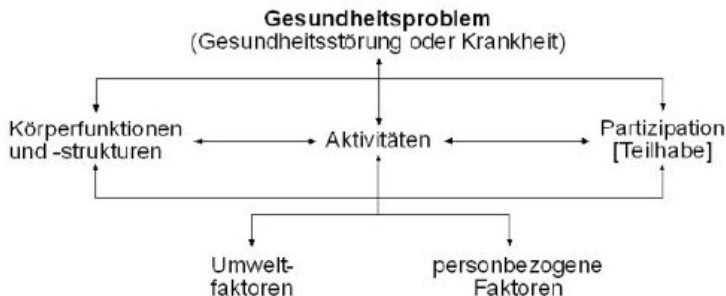 Gesundheitsproblem
(Gesundheitsstörung oder Krankheit)
Körperfunktionen
und -strukturen
Aktivitäten
Partizipation
[Teilhabe]
Umwelt-
faktoren
personbezogene
Faktoren